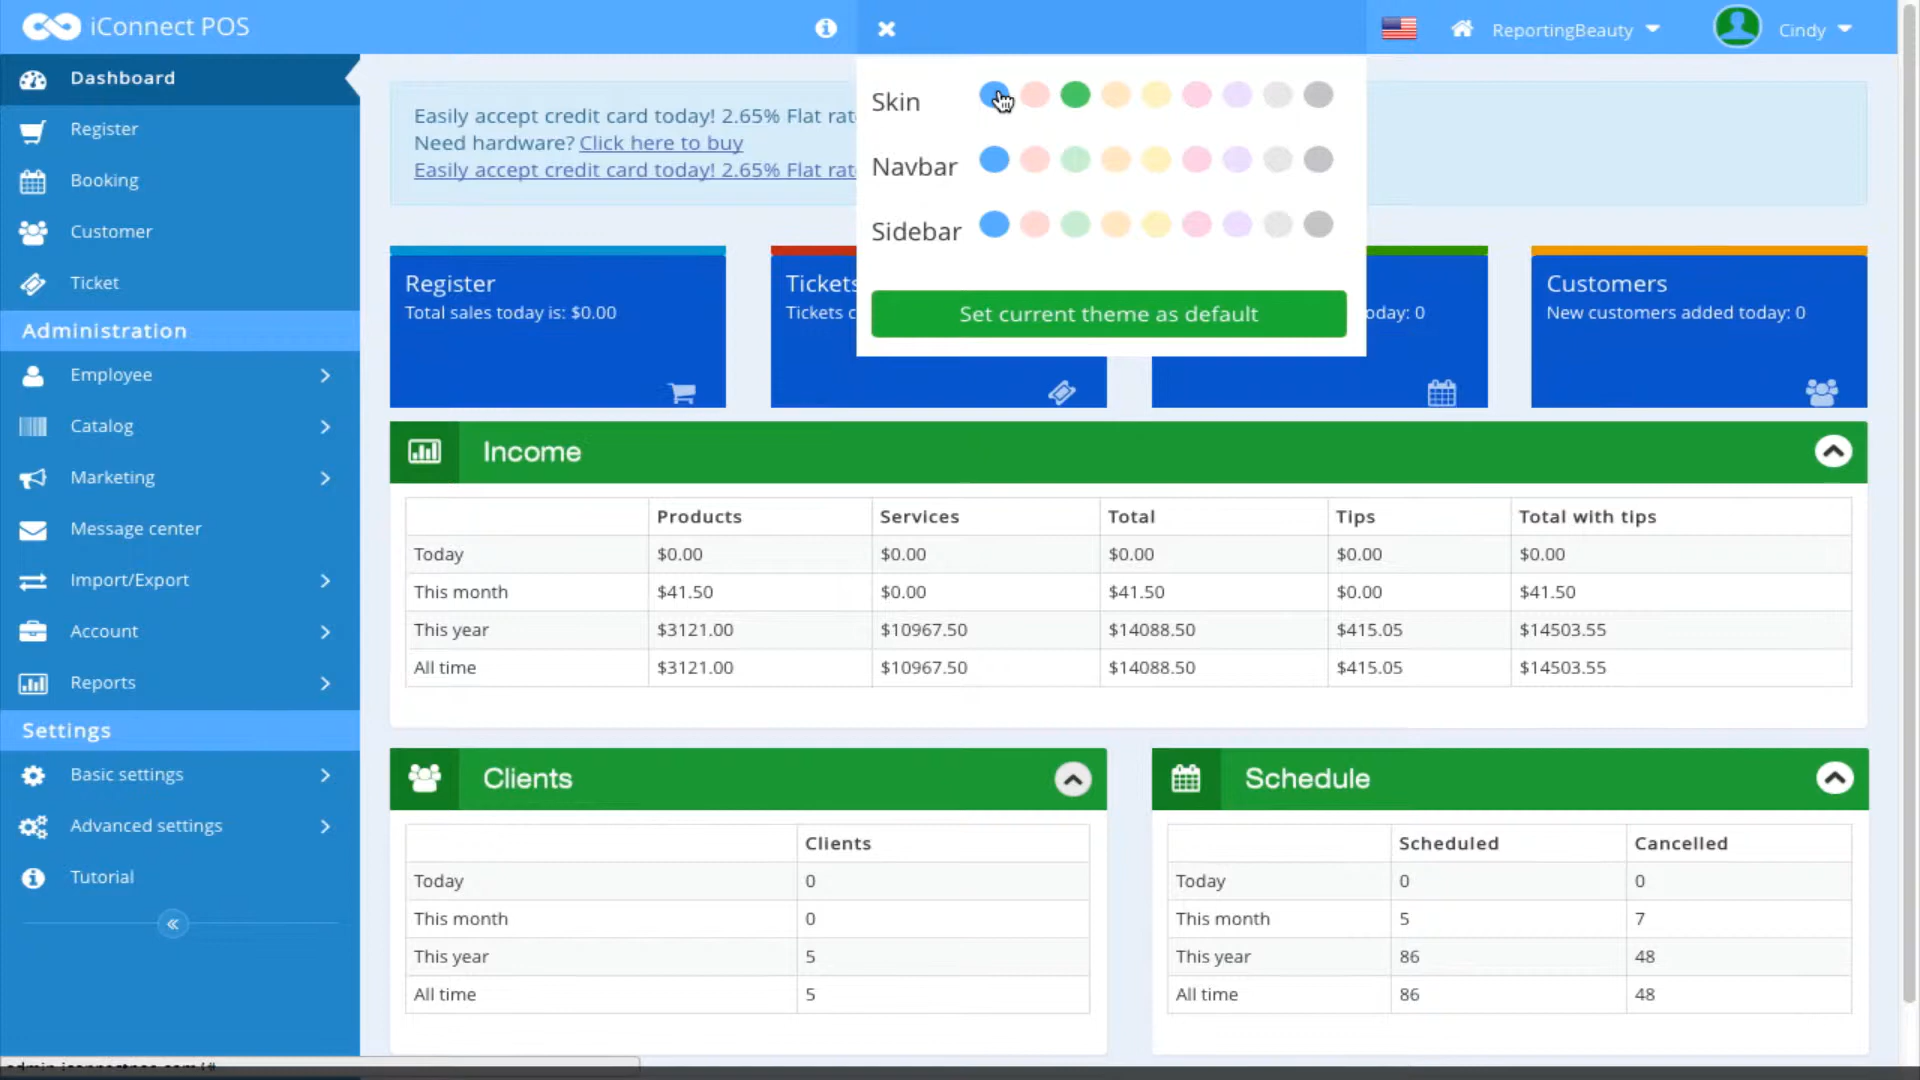 iConnect POS
ReportingBeauty
Cindy
Dashboard
Register
Booking
Customer
Ticket
Administration
Employee
Catalog
Marketing
Message center
Import/Export
Account
Reports
Settings
Basic settings
Advanced settings
Tutorial
Easily accept credit card today! 2.65% Flat rat
Need hardware? Click here to buy
Easily accept credit card today! 2.65% Flat rat
Skin
Navbar
Sidebar
Set current theme as default
Register
Total sales today is: $0.00
Tickets
Tickets
oday: 0
Customers
New customers added today: 0
Income
Products Services Total Tips Total with tips
Today $0.00 $0.00 $0.00 $0.00 $0.00
This month $41.50 $0.00 $41.50 $0.00 $41.50
This year $3121.00 $10967.50 $14088.50 $415.05 $14503.55
All time $3121.00 $10967.50 $14088.50 $415.05 $14503.55
Clients
Clients
Today 0
This month 0
This year 5
All time 5
Schedule
Scheduled Cancelled
Today 0 0
This month 5 7
This year 86 48
All time 86 48